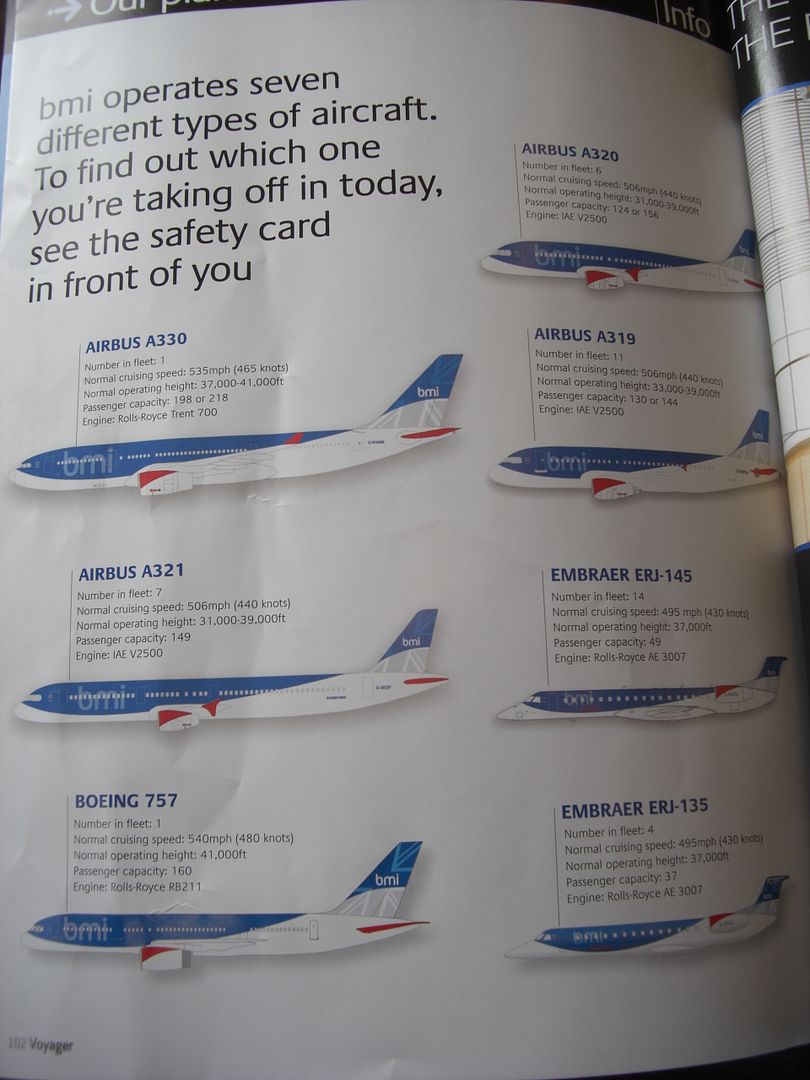 Our
Info
THE
THE
bmi operates seven
different types of aircraft.
To find out which one
you're taking off in today,
see the safety card
in front of you
AIRBUS A330
Number in fleet: 1
Normal cruising speed: 535mph (465 knots)
Normal operating height: 37,000-41,000ft
Passenger capacity: 198 or 218
Engine: Rolls-Royce Trent 700
bmi
bmi
AIRBUS A321
Number in fleet: 7
Normal cruising speed: 506mph (440 knots)
Normal operating height: 31,000-39.000ft
Passenger capacity: 149
Engine: IAE V2500
bmi
bmi
BOEING 757
Number in fleet: 1
Normal cruising speed: 540mph (480 knots)
Normal operating height: 41,000ft
Passenger capacity: 160
Engine: Rolls-Royce RB211
bmi
bmi
AIRBUS A320
Number in fleet: 6
Normal cruising speed: 506mph (440 knots)
Normal operating height: 31,000-39,000ft
Passenger capacity: 124 or 156
Engine: IAE V2500
bmi
AIRBUS A319
Number in fleet: 11
Normal cruising speed: 506mph (440 knots)
Normal operating height: 33,000-39,000ft
Passenger capacity: 130 or 144
Engine: IAE V2500
bmi
bmi
EMBRAER ERJ-145
Number in fleet: 14
Normal cruising speed: 495 mph (430 knots)
Normal operating height: 37,000ft
Passenger capacity: 49
Engine: Rolls-Royce AE 3007
bmi
bmi
EMBRAER ERJ-135
Number in fleet: 4
Normal cruising speed: 495mph (430 knots)
Normal operating height: 37,000ft
Passenger capacity: 37
Engine: Rolls-Royce AE 3007
bmi
bmi
102 Voyager